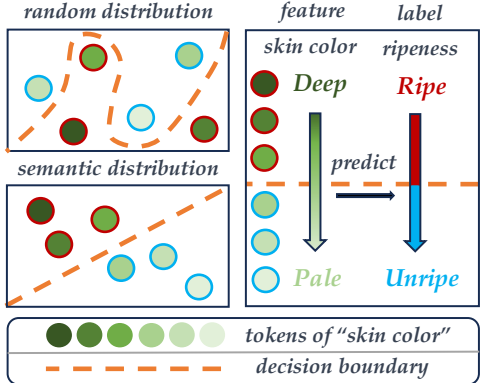 random distribution
semantic distribution
feature label
skin color ripeness
Deep Ripe
predict
Pale Unripe
tokens of “skin color”
decision boundary